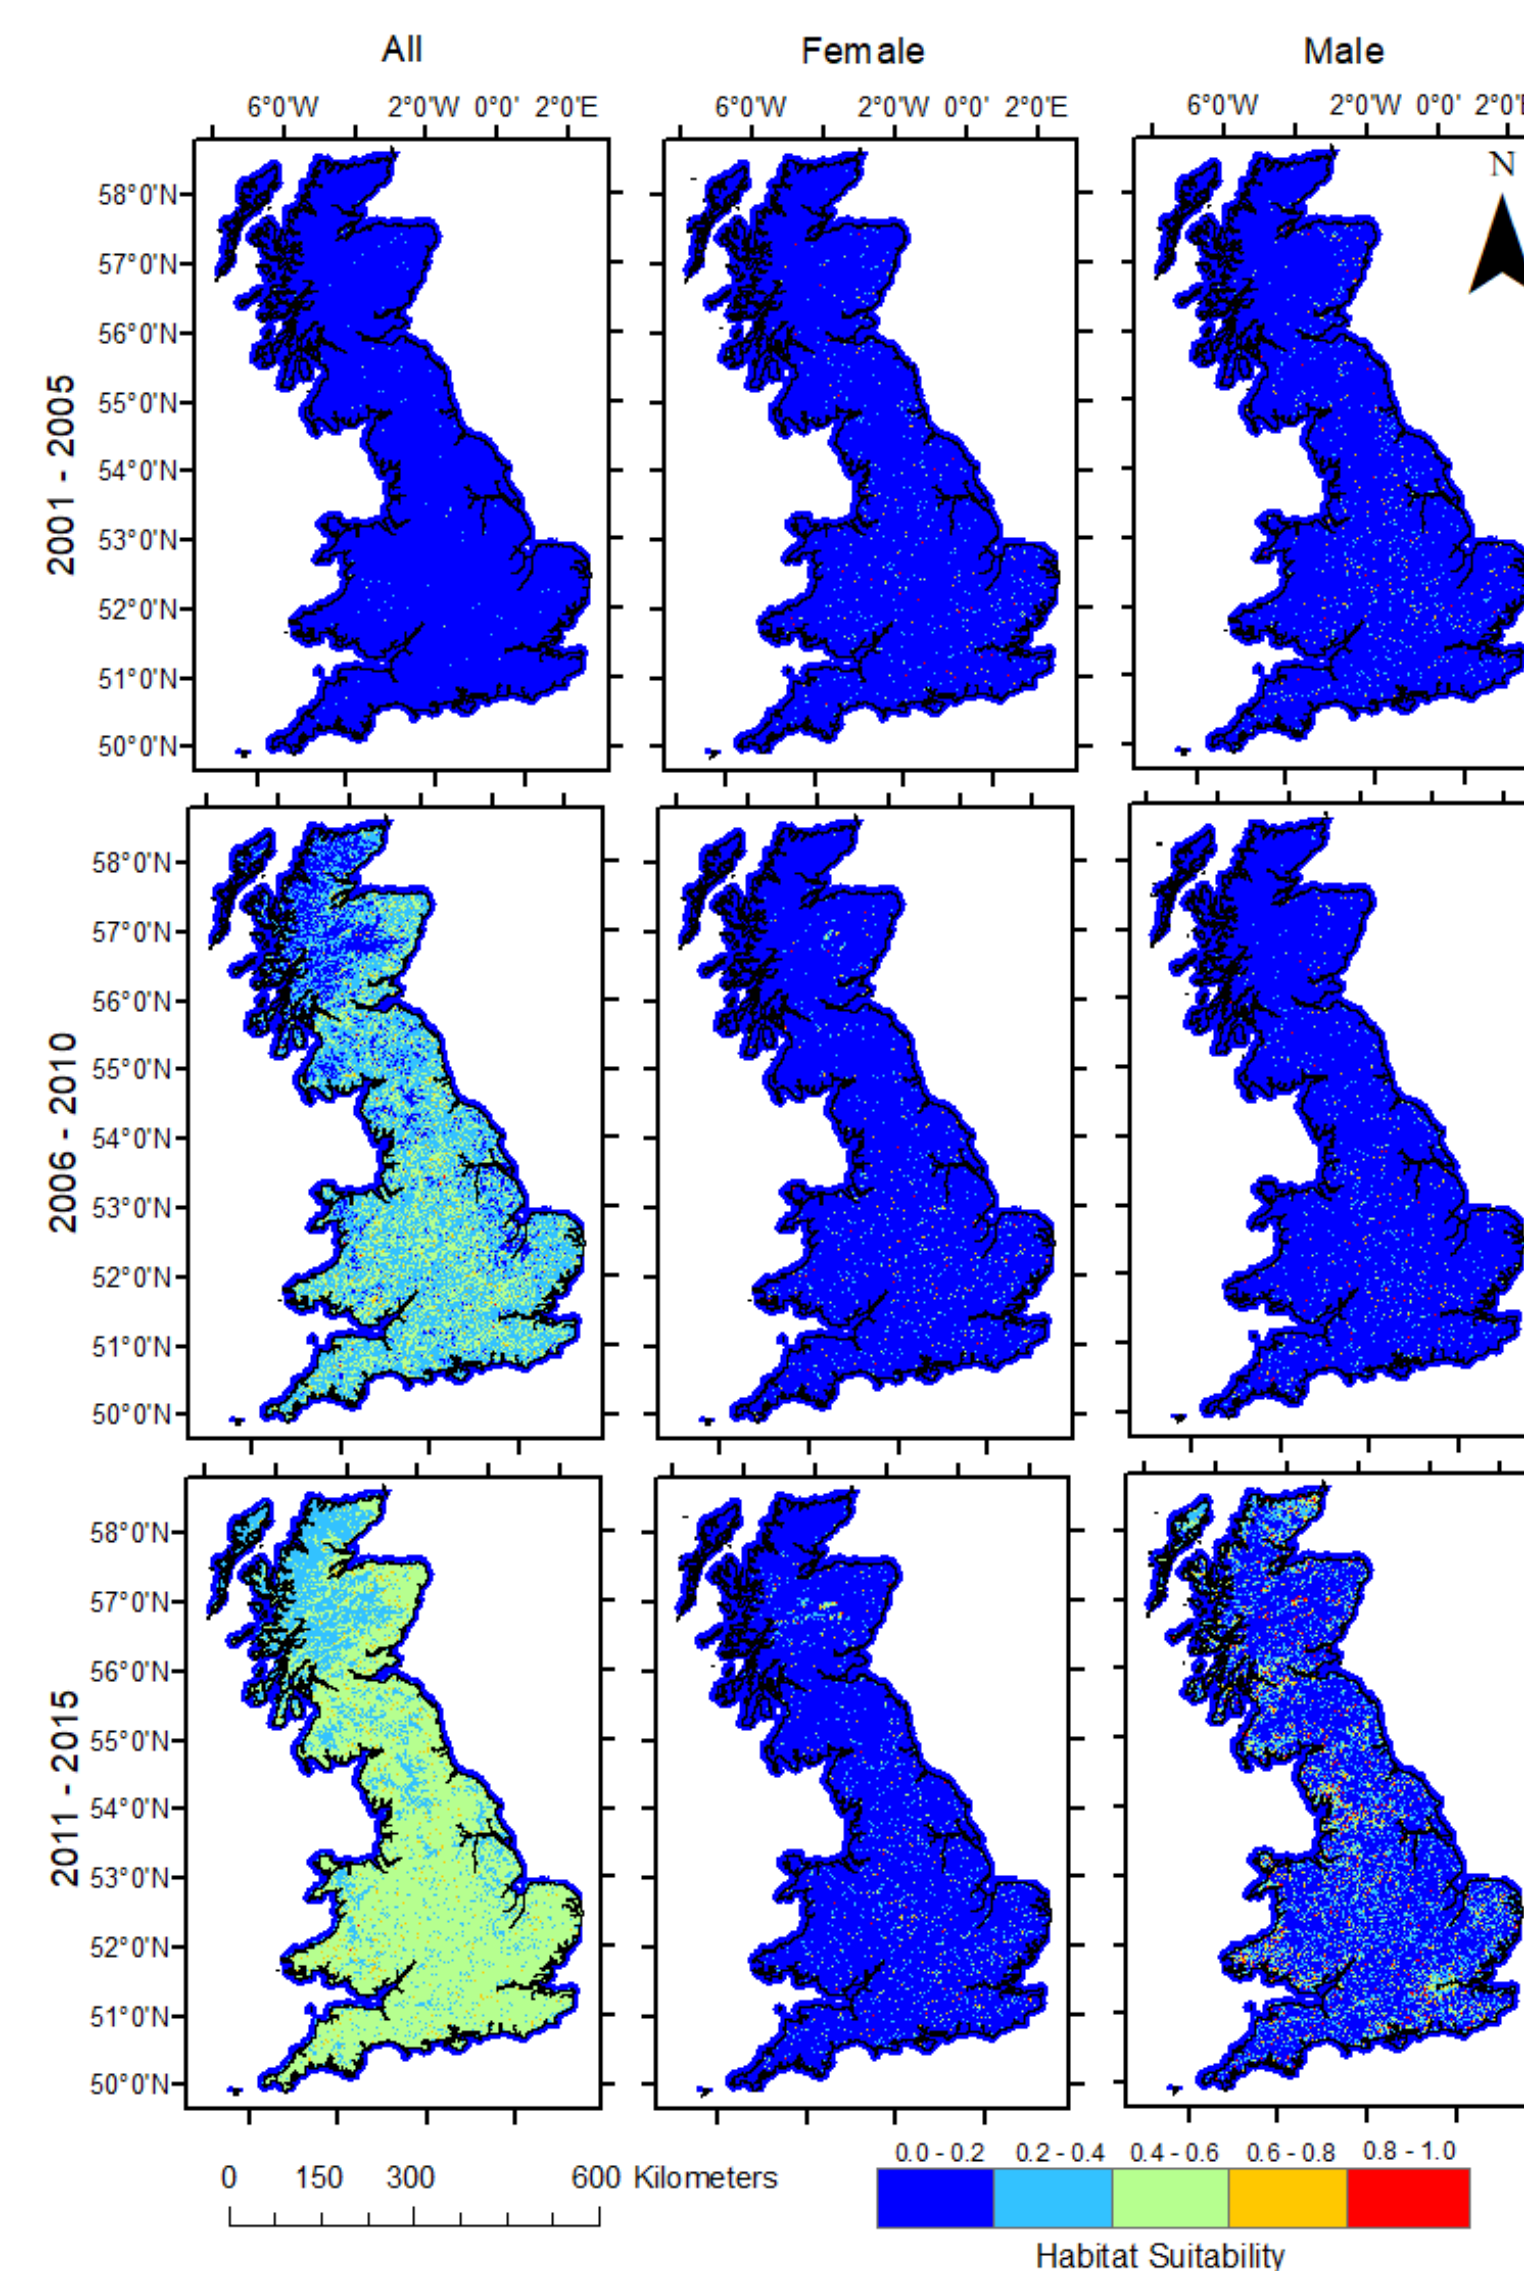 All Female Male
6°0'W 2°0'W 0°0' 2°0'E 6°0'W 2°0'W 0°0' 2°0'E 6°0'W 2°0'W 0°0' 2°0'E
N
2001 - 2005
58°0'N
57°0'N
56°0'N
55°0'N
54°0'N
53°0'N
52°0'N
51°0'N
50°0'N
2006 - 2010
58°0'N
57°0'N
56°0'N
55°0'N
54°0'N
53°0'N
52°0'N
51°0'N
50°0'N
2011 - 2015
58°0'N
57°0'N
56°0'N
55°0'N
54°0'N
53°0'N
52°0'N
51°0'N
50°0'N
0 150 300 600 Kilometers
0.0 - 0.2 0.2 - 0.4 0.4 - 0.6 0.6 - 0.8 0.8 - 1.0
Habitat Suitability